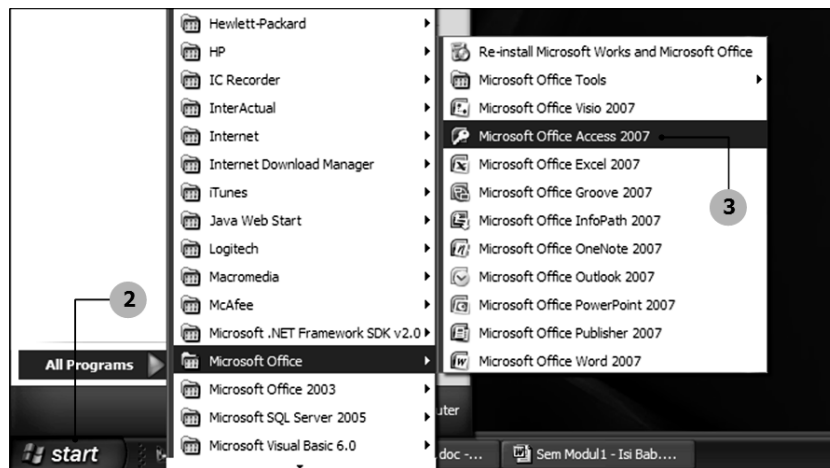 Hewlett-Packard
HP
IC Recorder
InterActual
Internet
Internet Download Manager
iTunes
Java Web Start
Logitech
Macromedia
McAfee
Microsoft .NET Framework SDK v2.0
Microsoft Office
Microsoft Office 2003
Microsoft SQL Server 2005
Microsoft Visual Basic 6.0
Re-install Microsoft Works and Microsoft Office
Microsoft Office Tools
Microsoft Office Visio 2007
Microsoft Office Access 2007
Microsoft Office Excel 2007
Microsoft Office Groove 2007
Microsoft Office InfoPath 2007
Microsoft Office OneNote 2007
Microsoft Office Outlook 2007
Microsoft Office PowerPoint 2007
Microsoft Office Publisher 2007
Microsoft Office Word 2007
3
2
All Programs
uter
start
.doc -...
Sem Modul1 - Isi Bab....